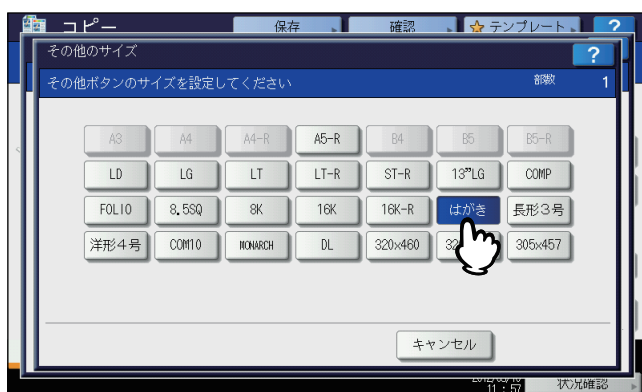 コピー 保存 確認 テンプレート ?
その他のサイズ ?
その他ボタンのサイズを設定してください 部数 1
A3 A4 A4-R A5-R B4 B5 B5-R
LD LG LT LT-R ST-R 13"LG COMP
FOLIO 8.5SQ 8K 16K 16K-R はがき 長形3号
洋形4号 COM10 MONARCH DL 320x460 305x457
キャンセル
11:57 状況確認